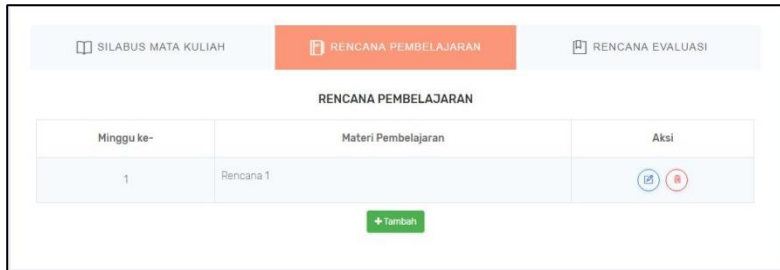 SILABUS MATA KULIAH
RENCANA PEMBELAJARAN
RENCANA EVALUASI
RENCANA PEMBELAJARAN
Minggu ke- Materi Pembelajaran Aksi
1 Rencana 1
+Tambah